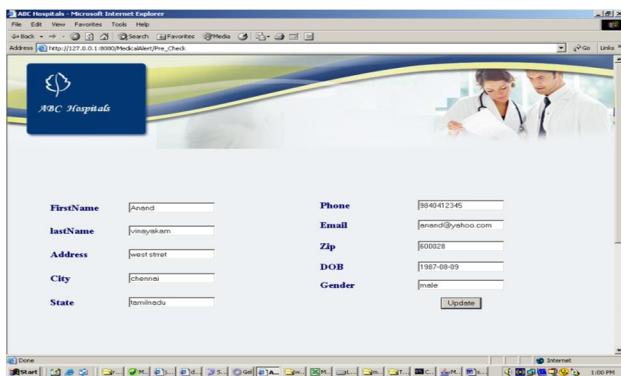 ABC Hospitals - Microsoft Internet Explorer
File Edit View Favorites Tools Help
Back Search Favorites Media
Address http://127.0.0.1:8080/MedicalAlert/Pre_Check Go Links
ABC Hospitals
FirstName Anand
lastName vinayakam
Address west strret
City chennai
State tamilnadu
Phone 9840412345
Email anand@yahoo.com
Zip 600028
DOB 1987-08-09
Gender male
Update
Done Internet
Start 1:00 PM